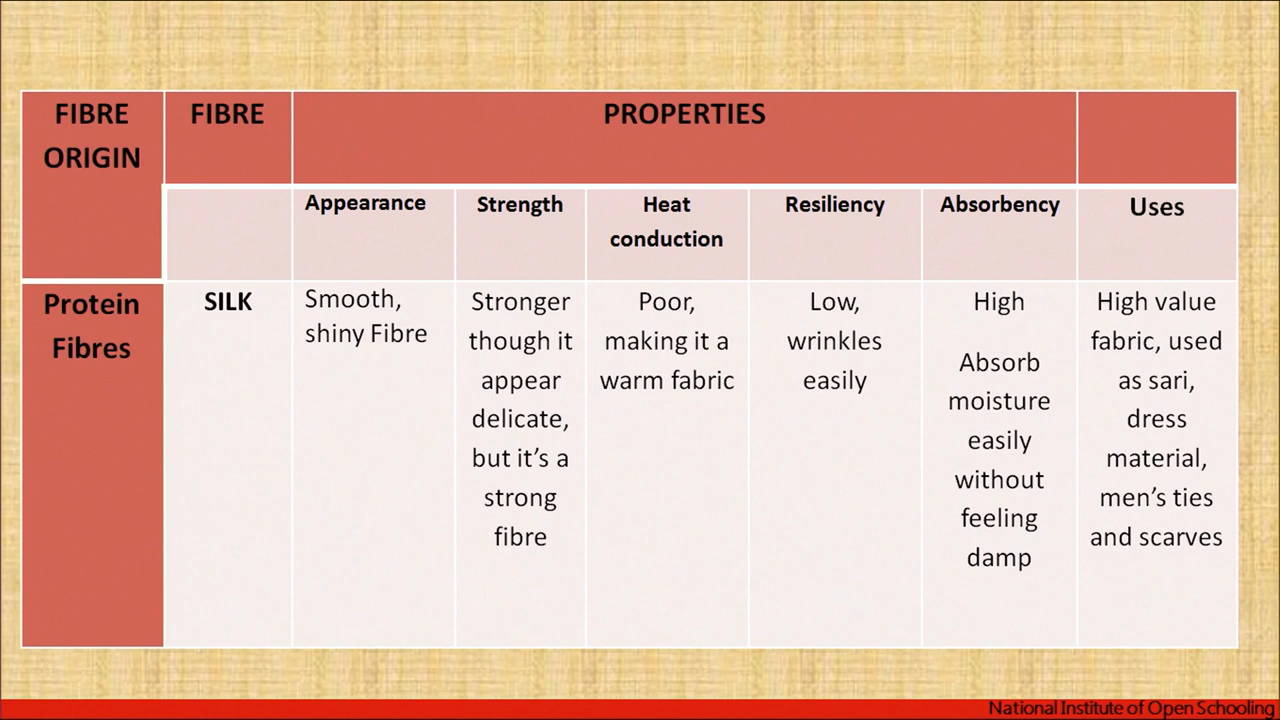 FIBRE
ORIGIN
FIBRE
PROPERTIES
Appearance
Strength
Heat
conduction
Resiliency
Absorbency
Uses
Protein
Fibres
SILK
Smooth,
shiny Fibre
Stronger
though it
appear
delicate,
but it’s a
strong
fibre
Poor,
making it a
warm fabric
Low,
wrinkles
easily
High
Absorb
moisture
easily
without
feeling
damp
High value
fabric, used
as sari,
dress
material,
men’s ties
and scarves
National Institute of Open Schooling